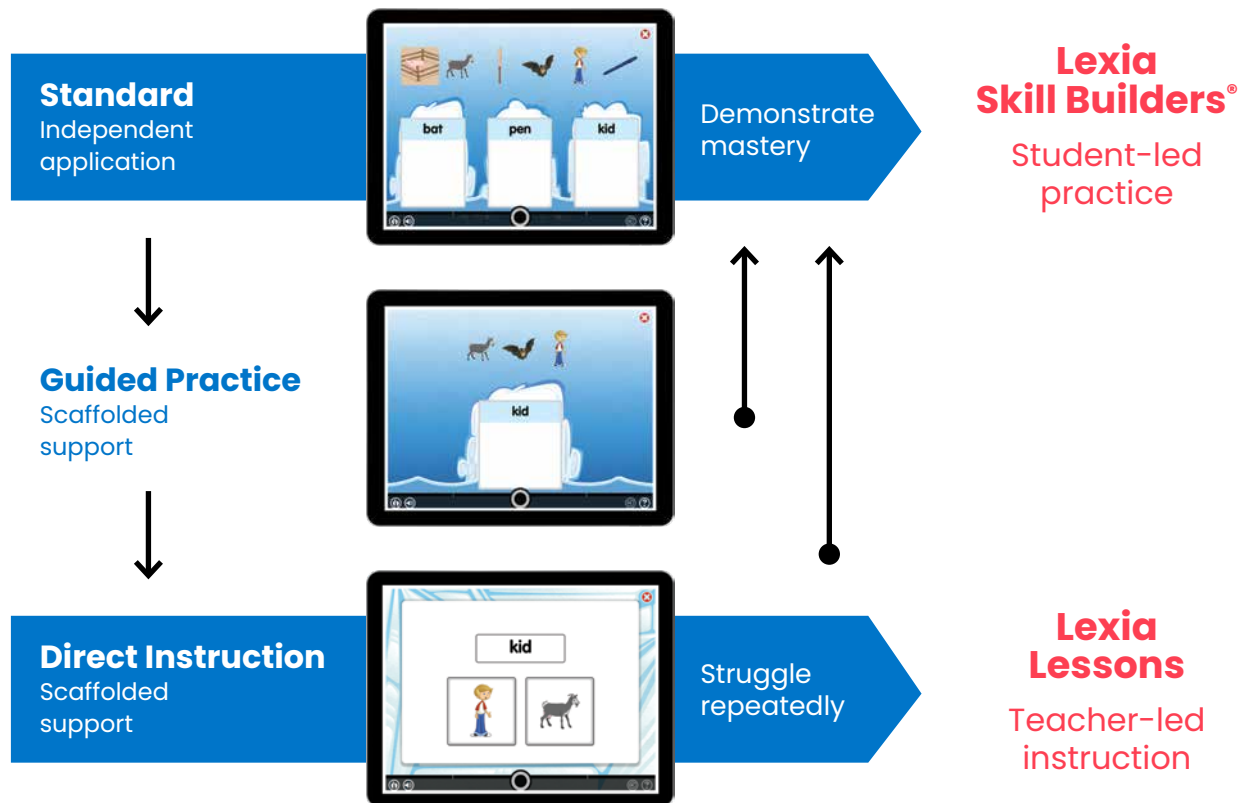 Standard
Independent
application
bat
pen
kid
Demonstrate
mastery
Lexia
Skill Builders®
Student-led
practice
Guided Practice
Scaffolded
support
kid
Direct Instruction
Scaffolded
support
kid
Struggle
repeatedly
Lexia
Lessons
Teacher-led
instruction